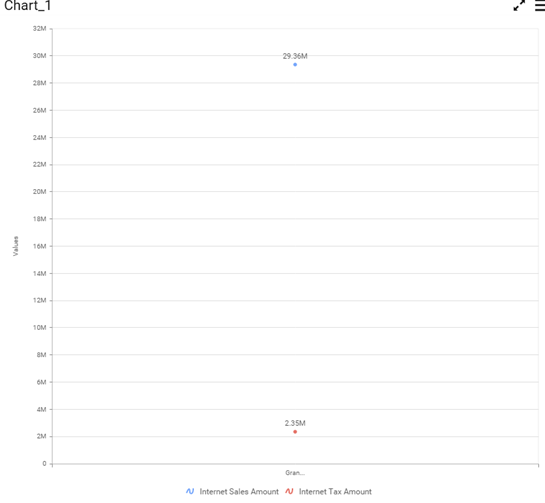 Chart_1
32M
30M
28M
26M
24M
22M
20M
18M
16M
14M
12M
10M
8M
6M
4M
2M
0
Values
29.36M
2.35M
Gran...
Internet Sales Amount Internet Tax Amount